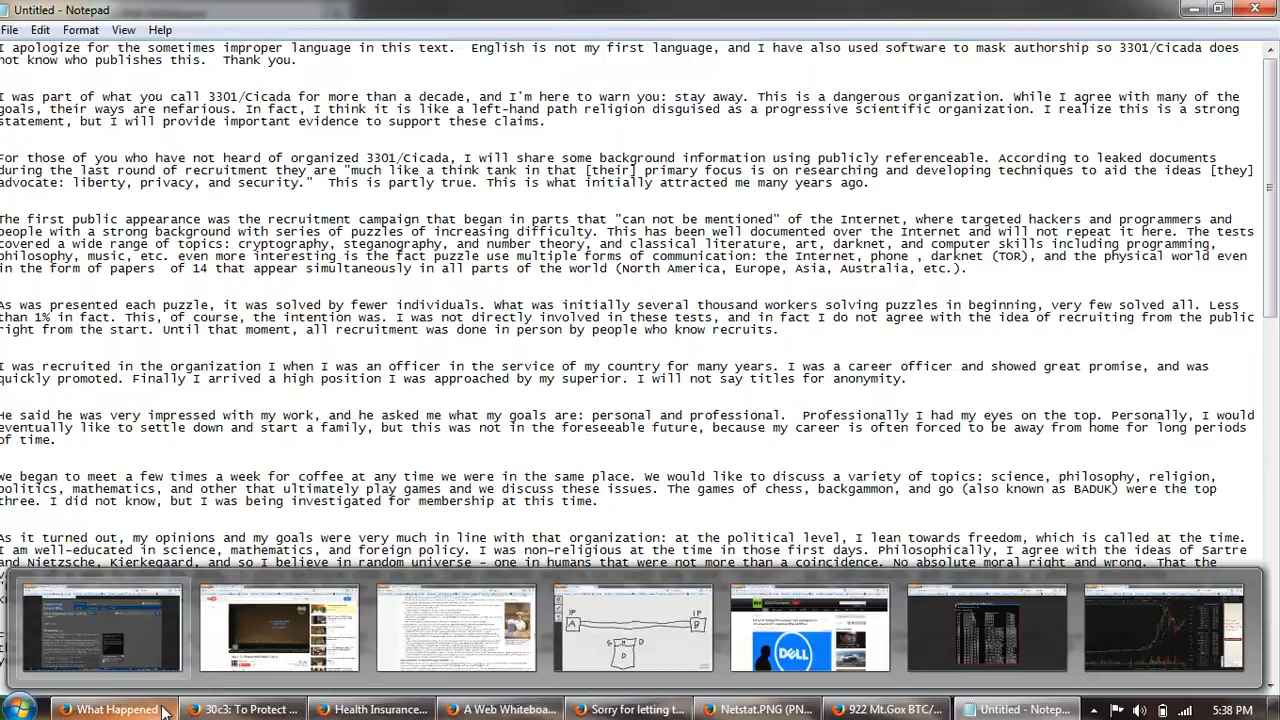 Untitled - Notepad
File Edit Format View Help
I apologize for the sometimes improper language in this text.  English is not my first language, and I have also used software to mask authorship so 3301/Cicada does
not know who publishes this.  Thank you.
I was part of what you call 3301/Cicada for more than a decade, and I'm here to warn you: stay away. This is a dangerous organization. While I agree with many of the
goals, their ways are nefarious. In fact, I think it is like a left-hand path religion disguised as a progressive scientific organization. I realize this is a strong
statement, but I will provide important evidence to support these claims.
For those of you who have not heard of organized 3301/Cicada, I will share some background information using publicly referenceable. According to leaked documents
during the last round of recruitment they are "much like a think tank in that [their] primary focus is on researching and developing techniques to aid the ideas [they]
advocate: liberty, privacy, and security."  This is partly true. This is what initially attracted me many years ago.
The first public appearance was the recruitment campaign that began in parts that "can not be mentioned" of the Internet, where targeted hackers and programmers and
people with a strong background with series of puzzles of increasing difficulty. This has been well documented over the Internet and will not repeat it here. The tests
covered a wide range of topics: cryptography, steganography, and number theory, and classical literature, art, darknet, and computer skills including programming,
philosophy, music, etc. even more interesting is the fact puzzle use multiple forms of communication: the Internet, phone , darknet (TOR), and the physical world even
in the form of papers  of 14 that appear simultaneously in all parts of the world (North America, Europe, Asia, Australia, etc.).
As was presented each puzzle, it was solved by fewer individuals. What was initially several thousand workers solving puzzles in beginning, very few solved all. Less
than 1% in fact. This, of course, the intention was. I was not directly involved in these tests, and in fact I do not agree with the idea of recruiting from the public
right from the start. Until that moment, all recruitment was done in person by people who know recruits.
I was recruited in the organization I when I was an officer in the service of my country for many years. I was a career officer and showed great promise, and was
quickly promoted. Finally I arrived a high position I was approached by my superior. I will not say titles for anonymity.
He said he was very impressed with my work, and he asked me what my goals are: personal and professional.  Professionally I had my eyes on the top. Personally, I would
eventually like to settle down and start a family, but this was not in the foreseeable future, because my career is often forced to be away from home for long periods
of time.
We began to meet a few times a week for coffee at any time we were in the same place. We would like to discuss a variety of topics: science, philosophy, religion,
politics, mathematics, and other that ultimately play games and we discuss these issues. The games of chess, backgammon, and go (also known as BADUK) were the top
three. I did not know, but I was being investigated for membership at this time.
As it turned out, my opinions and my goals were very much in line with that organization: at the political level, I lean towards freedom, which is called at the time.
I am well-educated in science, mathematics, and foreign policy. I was non-religious at the time in those first days. Philosophically, I agree with the ideas of Sartre
and Nietzsche, Kierkegaard, and so I believe in random universe - one in humans that were not more than a coincidence. No absolute moral right and wrong. That the
DELL
What Happened 30c3: To Protect ... Health Insurance... A Web Whiteboa... Sorry for letting t... Netstat.PNG (PN... 922 Mt.Gox BTC/... Untitled - Notep... 5:38 PM